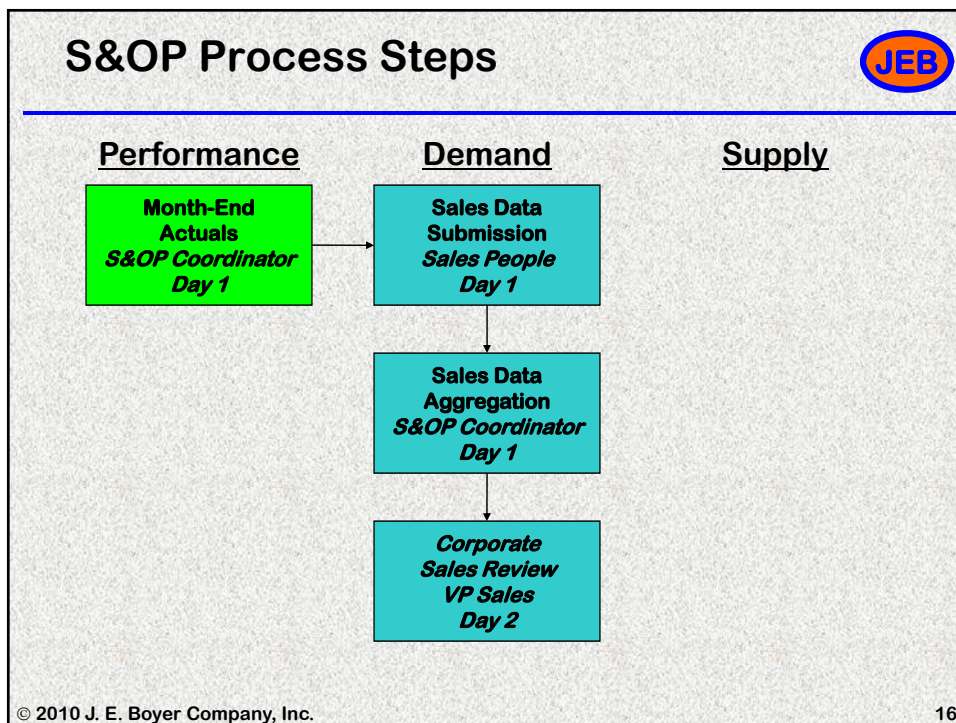 S&OP Process Steps
JEB
Performance
Demand
Supply
Month-End
Actuals
S&OP Coordinator
Day 1
Sales Data
Submission
Sales People
Day 1
Sales Data
Aggregation
S&OP Coordinator
Day 1
Corporate
Sales Review
VP Sales
Day 2
© 2010 J. E. Boyer Company, Inc.
16